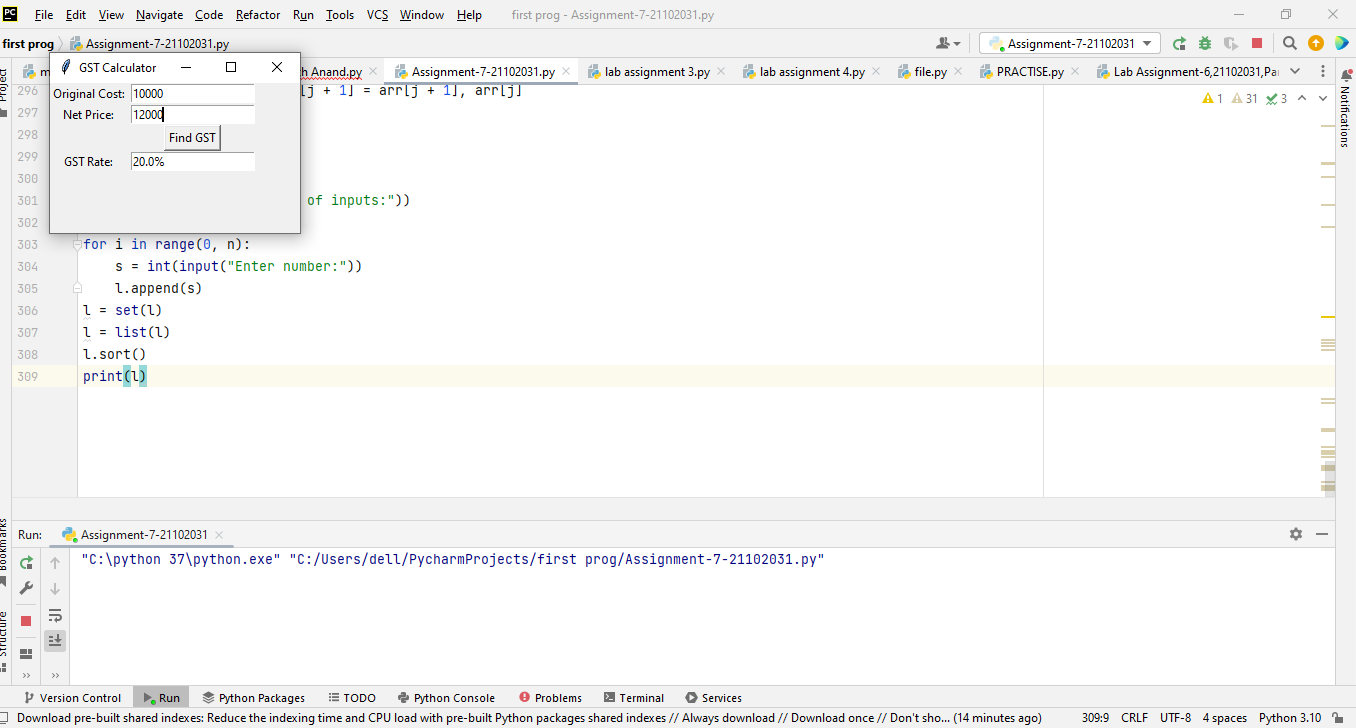 PC File Edit View Navigate Code Refactor Run Tools VCS Window Help first prog - Assignment-7-21102031.py
first prog Assignment-7-21102031.py Assignment-7-21102031
GST Calculator
h Anand.py Assignment-7-21102031.py lab assignment 3.py lab assignment 4.py file.py PRACTISE.py Lab Assignment-6,21102031,Pa
Project
Notifications
Original Cost: 10000
Net Price: 12000
Find GST
GST Rate: 20.0%
1 31 3
296 [j + 1] = arr[j + 1], arr[j]
297
298
299
300
301 of inputs:"))
302
303 for i in range(0, n):
304 s = int(input("Enter number:"))
305 l.append(s)
306 l = set(l)
307 l = list(l)
308 l.sort()
309 print(l)
Bookmarks
Structure
Run: Assignment-7-21102031
"C:\python 37\python.exe" "C:/Users/dell/PycharmProjects/first prog/Assignment-7-21102031.py"
Version Control Run Python Packages TODO Python Console Problems Terminal Services
Download pre-built shared indexes: Reduce the indexing time and CPU load with pre-built Python packages shared indexes // Always download // Download once // Don't sho... (14 minutes ago) 309:9 CRLF UTF-8 4 spaces Python 3.10